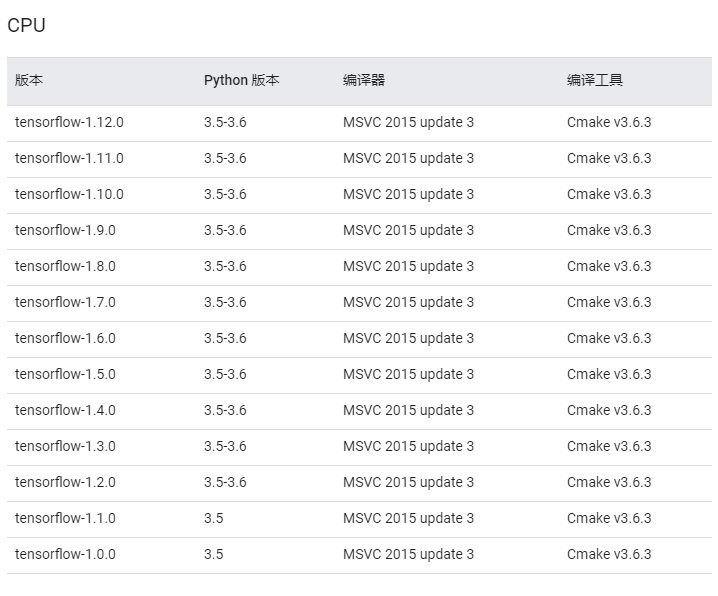 CPU
版本 Python 版本 编译器 编译工具
tensorflow-1.12.0 3.5-3.6 MSVC 2015 update 3 Cmake v3.6.3
tensorflow-1.11.0 3.5-3.6 MSVC 2015 update 3 Cmake v3.6.3
tensorflow-1.10.0 3.5-3.6 MSVC 2015 update 3 Cmake v3.6.3
tensorflow-1.9.0 3.5-3.6 MSVC 2015 update 3 Cmake v3.6.3
tensorflow-1.8.0 3.5-3.6 MSVC 2015 update 3 Cmake v3.6.3
tensorflow-1.7.0 3.5-3.6 MSVC 2015 update 3 Cmake v3.6.3
tensorflow-1.6.0 3.5-3.6 MSVC 2015 update 3 Cmake v3.6.3
tensorflow-1.5.0 3.5-3.6 MSVC 2015 update 3 Cmake v3.6.3
tensorflow-1.4.0 3.5-3.6 MSVC 2015 update 3 Cmake v3.6.3
tensorflow-1.3.0 3.5-3.6 MSVC 2015 update 3 Cmake v3.6.3
tensorflow-1.2.0 3.5-3.6 MSVC 2015 update 3 Cmake v3.6.3
tensorflow-1.1.0 3.5 MSVC 2015 update 3 Cmake v3.6.3
tensorflow-1.0.0 3.5 MSVC 2015 update 3 Cmake v3.6.3